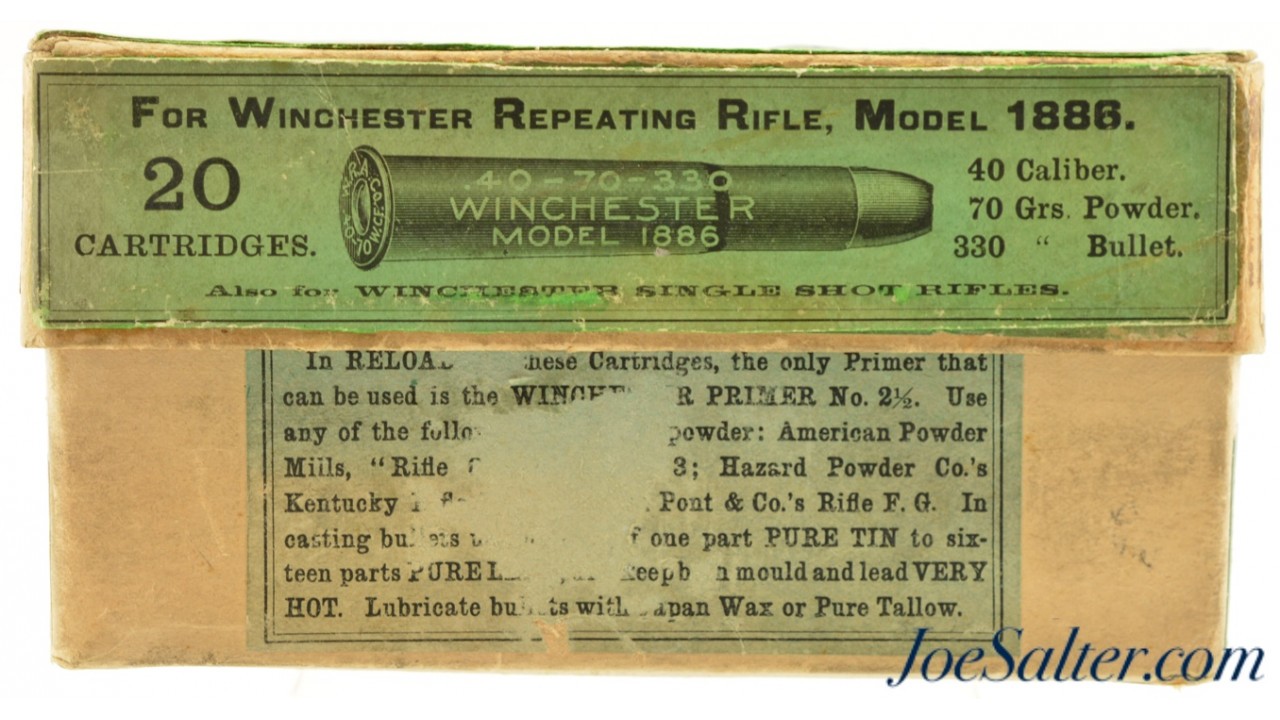 FOR WINCHESTER REPEATING RIFLE, MODEL 1886.
20
CARTRIDGES.
W.R.A.CO.
40-70 W.C.F.
.40-70-330
WINCHESTER
MODEL 1886
40 Caliber.
70 Grs. Powder.
330 " Bullet.
Also for WINCHESTER SINGLE SHOT RIFLES.
In these Cartridges, the only Primer that
can be used is the PRIMER No. 2½. Use
any of the powder: American Powder
Mills, "Rifle 3; Hazard Powder Co.'s
Kentucky Pont & Co.'s Rifle F. G. In
casting one part PURE TIN to six-
teen parts PURE mould and lead VERY
HOT. Lubricate with Wax or Pure Tallow.
JoeSalter.com